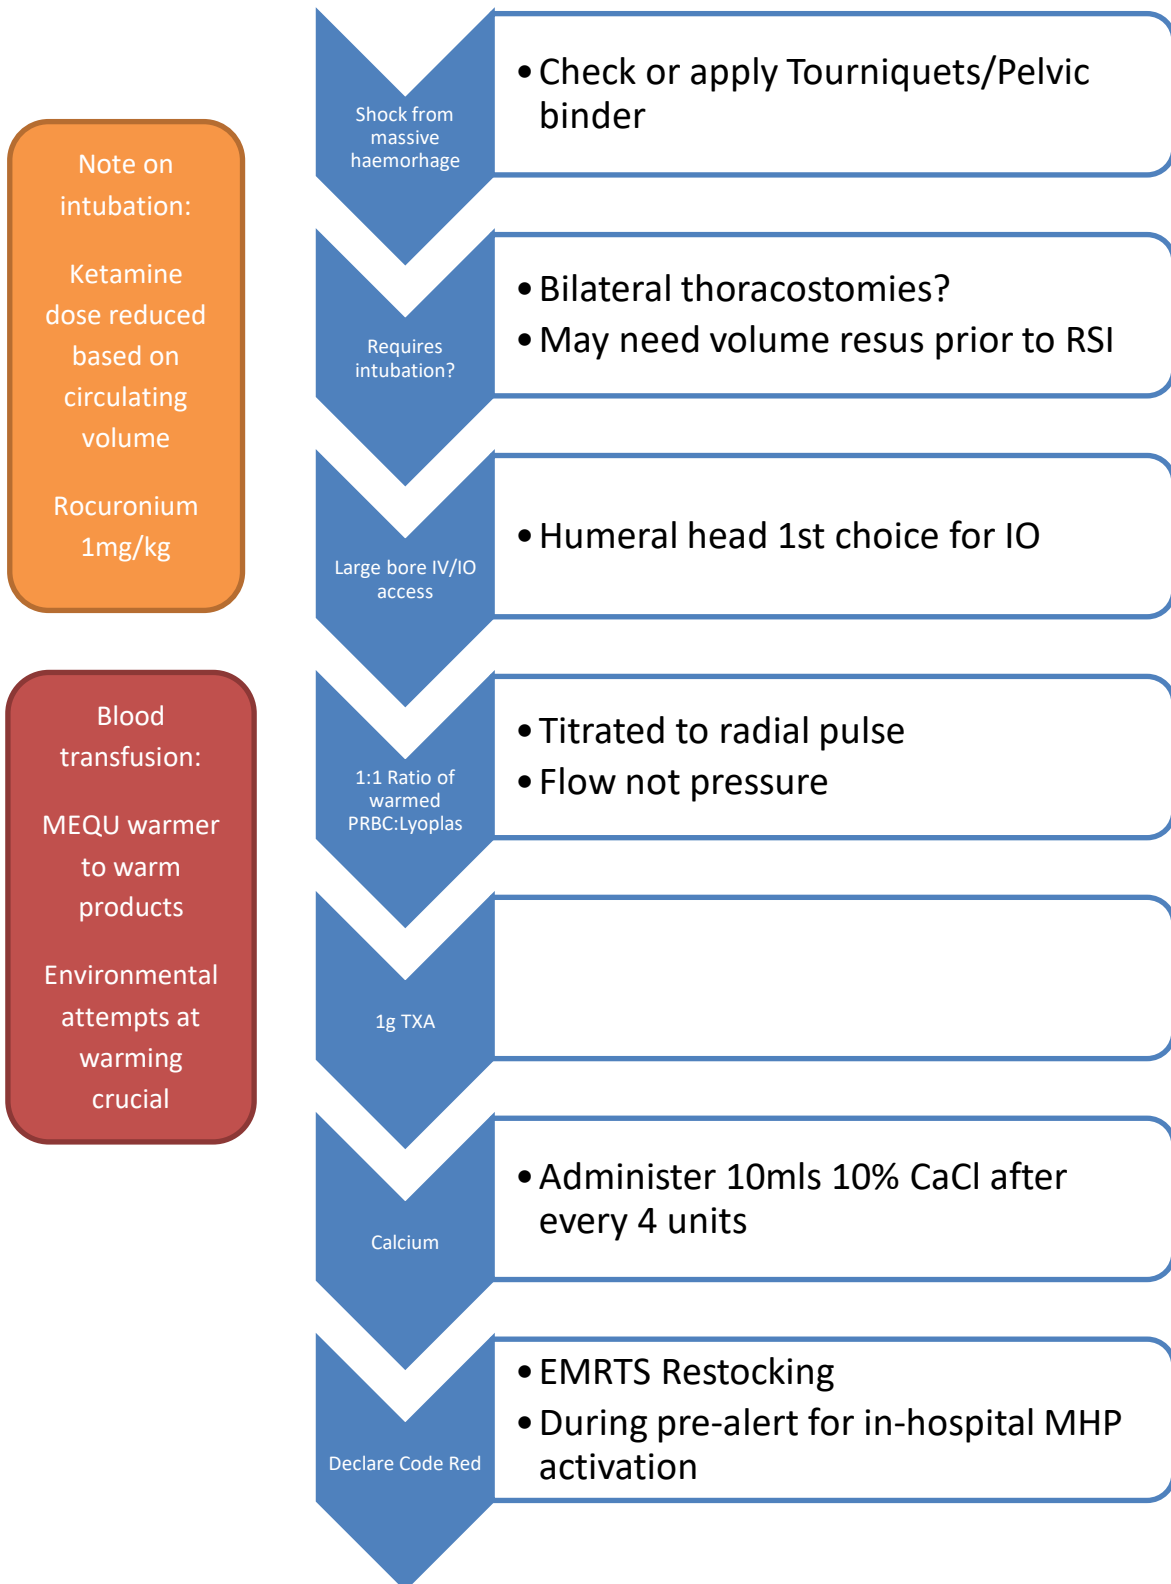 Note on
intubation:
Ketamine
dose reduced
based on
circulating
volume
Rocuronium
1mg/kg
Blood
transfusion:
MEQU warmer
to warm
products
Environmental
attempts at
warming
crucial
Shock from
massive
haemorhage
• Check or apply Tourniquets/Pelvic
binder
Requires
intubation?
• Bilateral thoracostomies?
• May need volume resus prior to RSI
Large bore IV/IO
access
• Humeral head 1st choice for IO
1:1 Ratio of
warmed
PRBC:Lyoplas
• Titrated to radial pulse
• Flow not pressure
1g TXA
Calcium
• Administer 10mls 10% CaCl after
every 4 units
Declare Code Red
• EMRTS Restocking
• During pre-alert for in-hospital MHP
activation